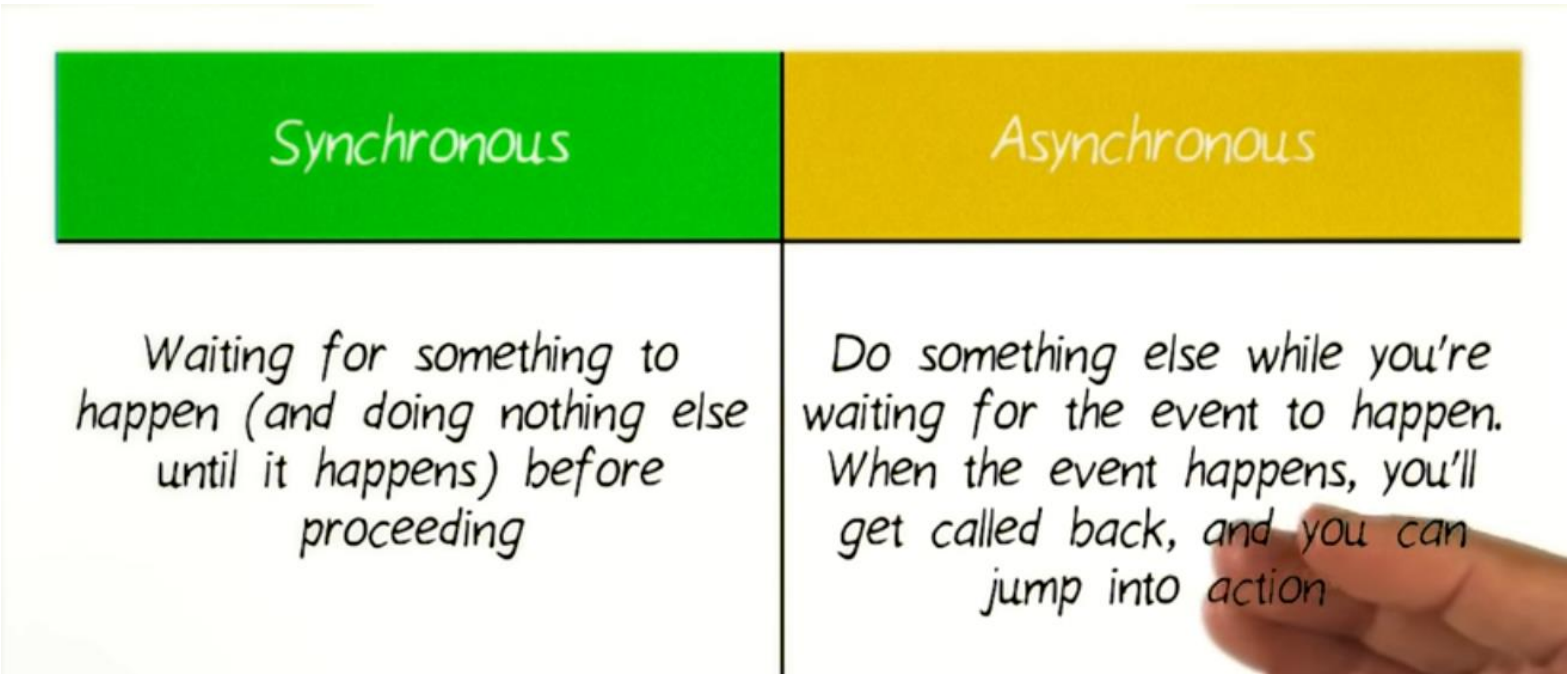 Synchronous
Asynchronous
Waiting for something to
happen (and doing nothing else
until it happens) before
proceeding
Do something else while you're
waiting for the event to happen.
When the event happens, you'll
get called back, and you can
jump into action